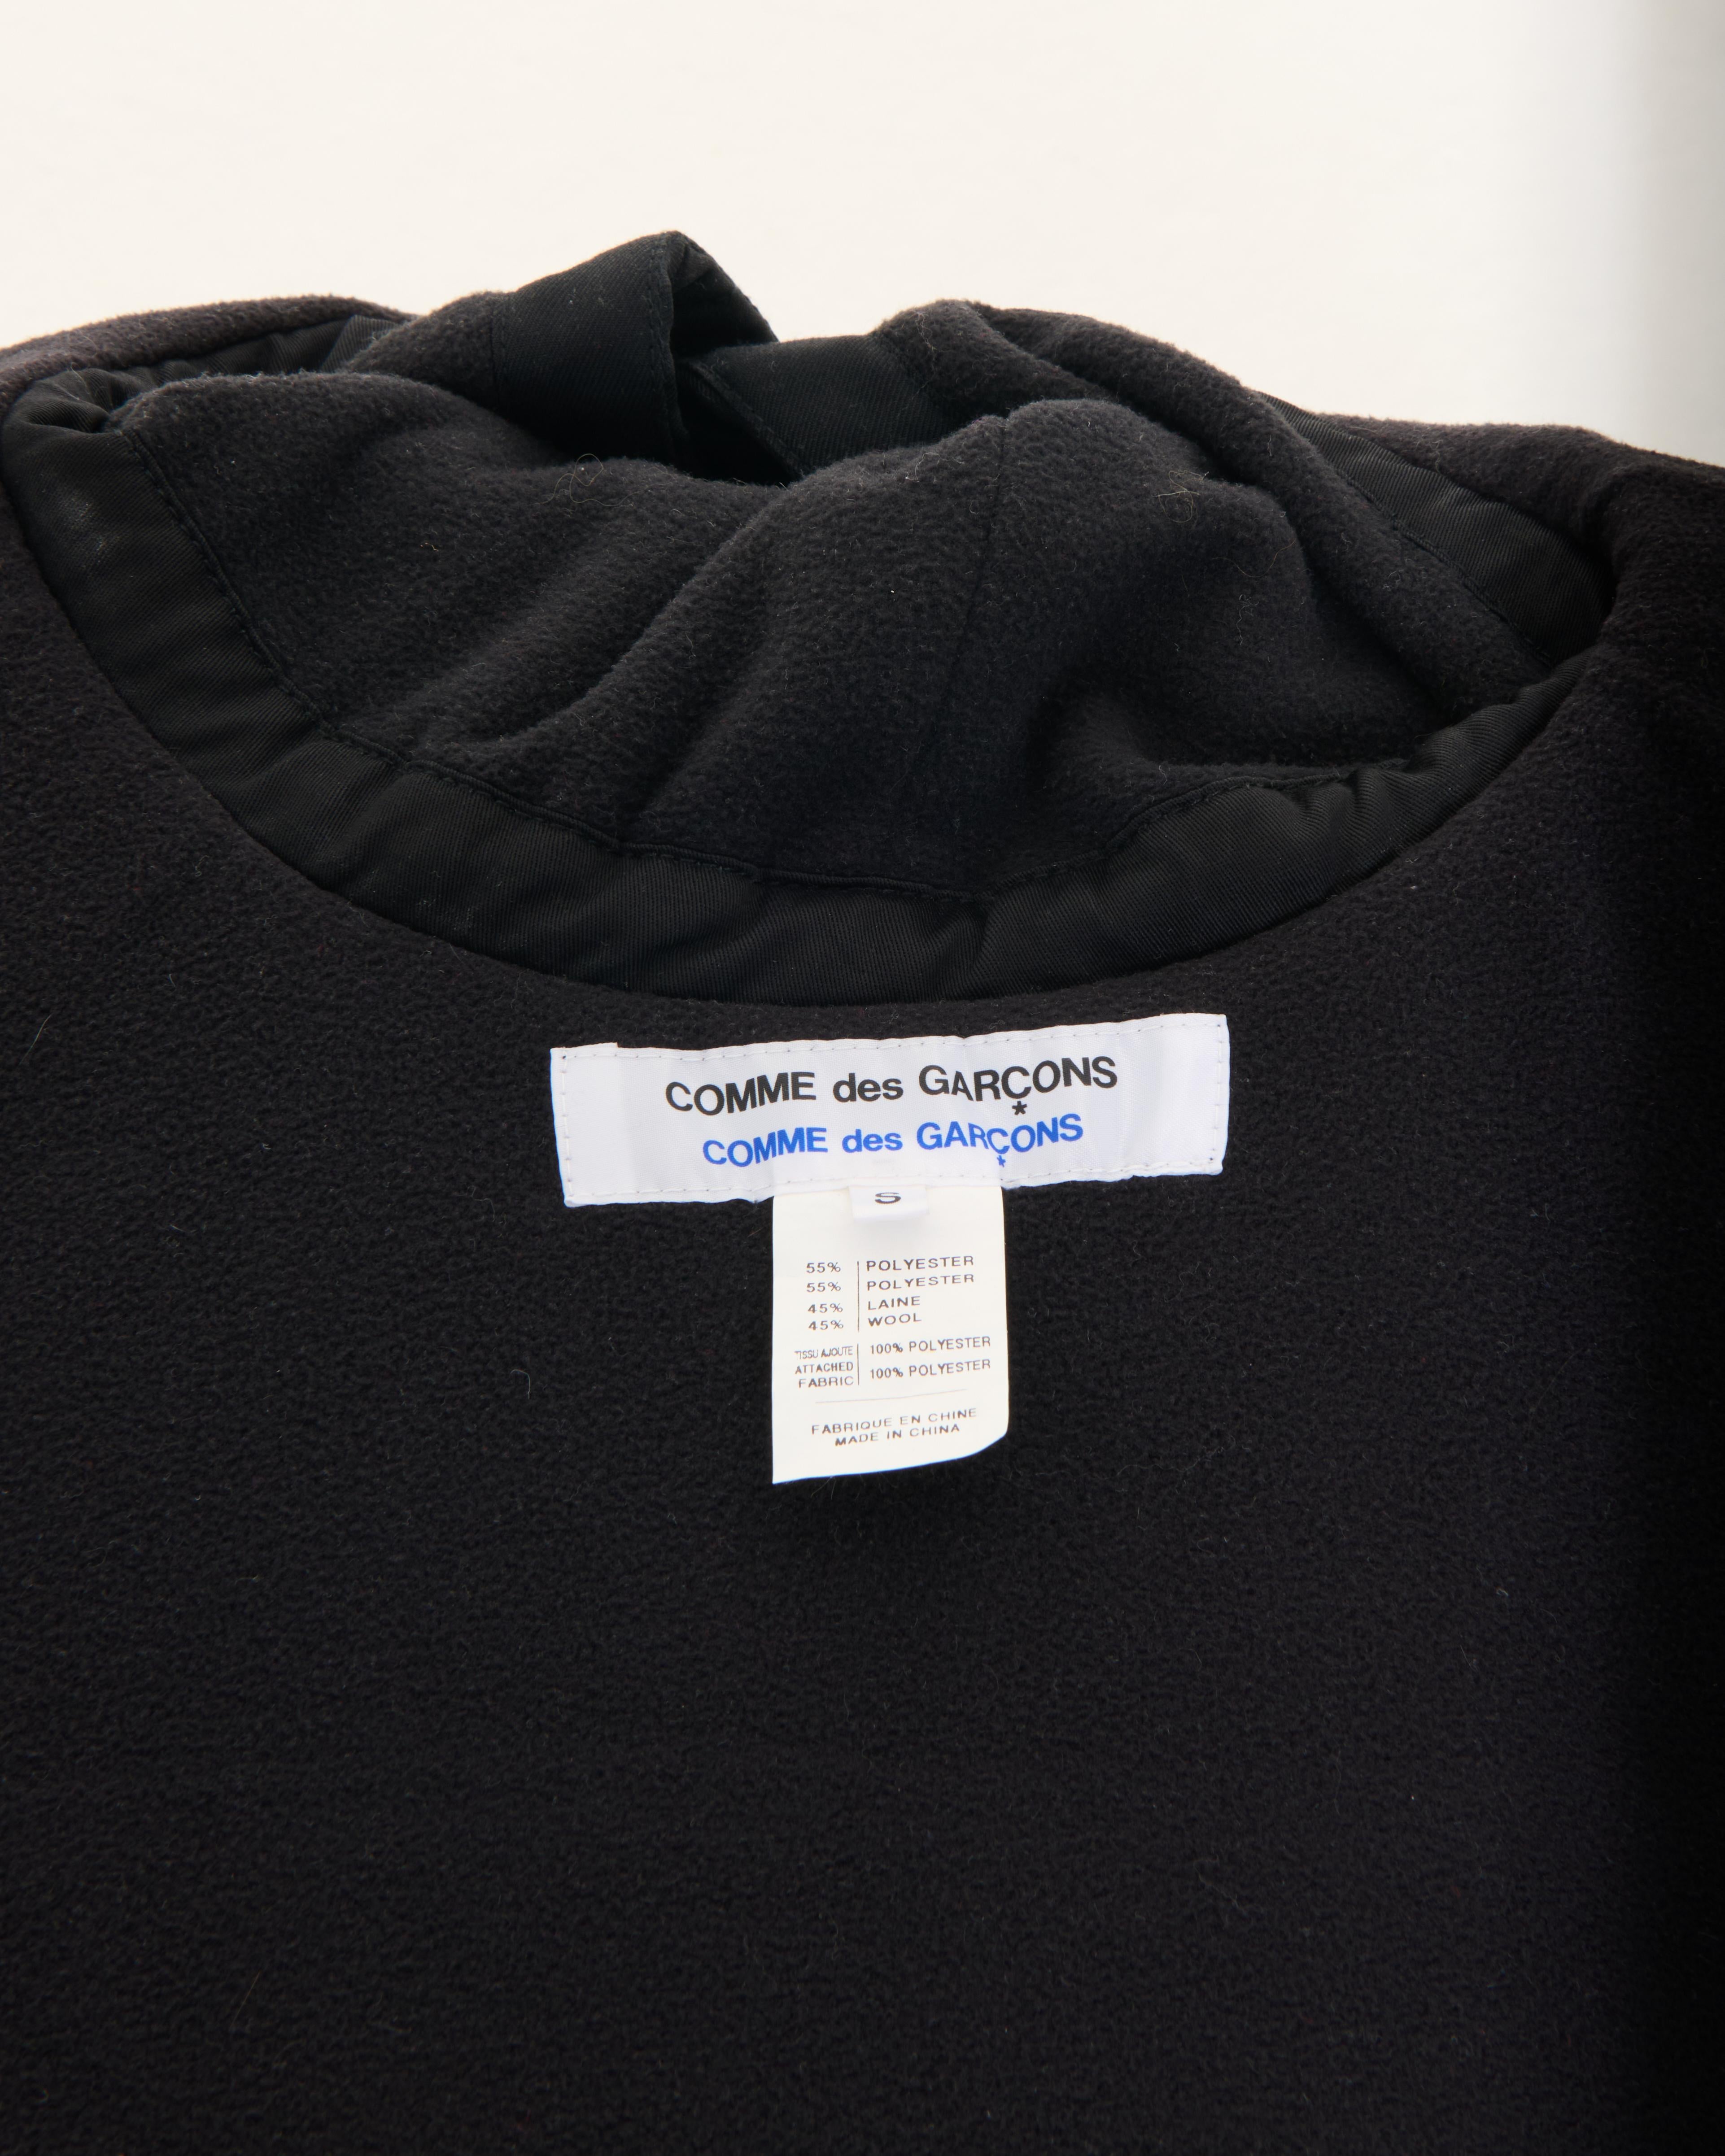 COMME des GARÇONS
COMME des GARÇONS
S
55% POLYESTER
55% POLYESTER
45% LAINE
45% WOOL
TISSU AJOUTE 100% POLYESTER
ATTACHED FABRIC 100% POLYESTER
FABRIQUE EN CHINE
MADE IN CHINA